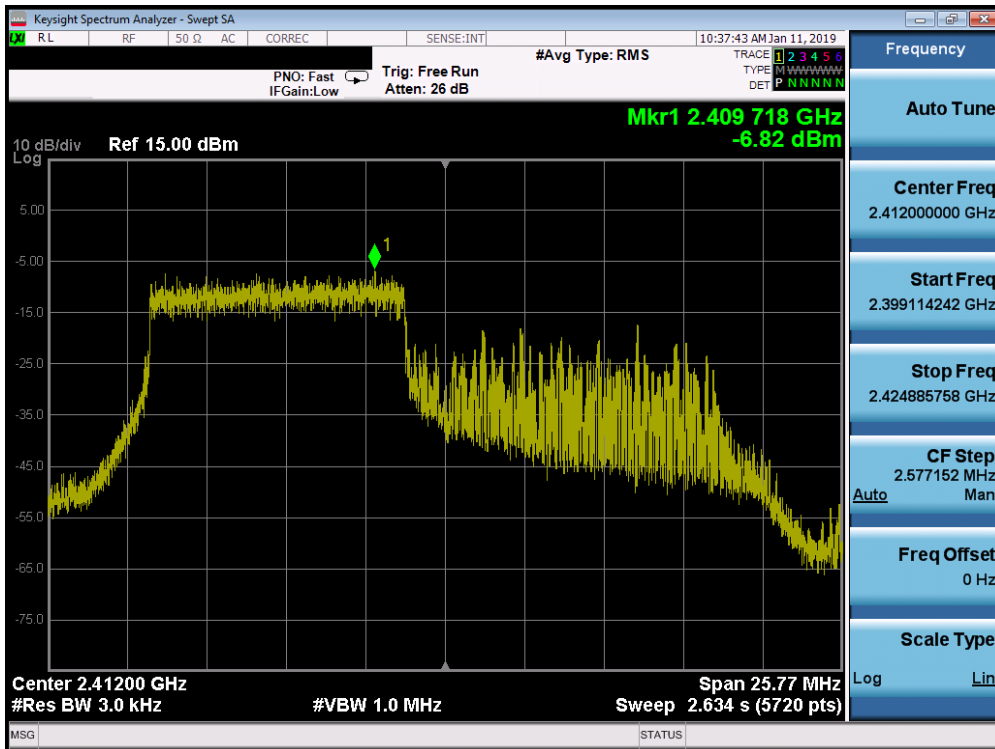 Keysight Spectrum Analyzer - Swept SA
LXI RL RF 50 Ω AC CORREC SENSE:INT 10:37:43 AM Jan 11, 2019
#Avg Type: RMS TRACE 1 2 3 4 5 6
PNO: Fast Trig: Free Run TYPE M WWWWW
IFGain:Low Atten: 26 dB DET P N N N N N
Mkr1 2.409 718 GHz
-6.82 dBm
10 dB/div Ref 15.00 dBm
Log
5.00
1
-5.00
-15.0
-25.0
-35.0
-45.0
-55.0
-65.0
-75.0
Center 2.41200 GHz Span 25.77 MHz
#Res BW 3.0 kHz #VBW 1.0 MHz Sweep 2.634 s (5720 pts)
MSG STATUS
Frequency
Auto Tune
Center Freq
2.412000000 GHz
Start Freq
2.399114242 GHz
Stop Freq
2.424885758 GHz
CF Step
2.577152 MHz
Auto Man
Freq Offset
0 Hz
Scale Type
Log Lin